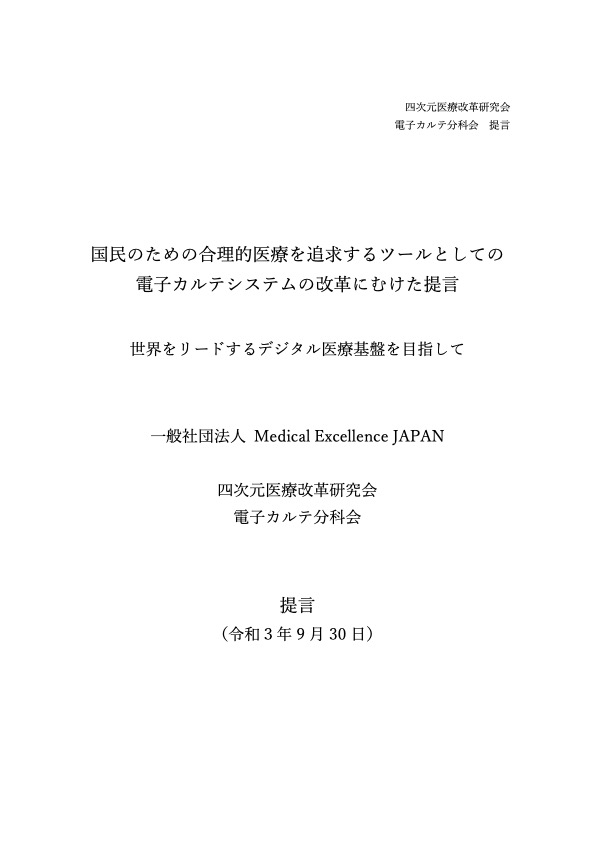 四次元医療改革研究会
電子カルテ分科会　提言
国民のための合理的医療を追求するツールとしての
電子カルテシステムの改革にむけた提言
世界をリードするデジタル医療基盤を目指して
一般社団法人 Medical Excellence JAPAN
四次元医療改革研究会
電子カルテ分科会
提言
（令和 3 年 9 月 30 日）